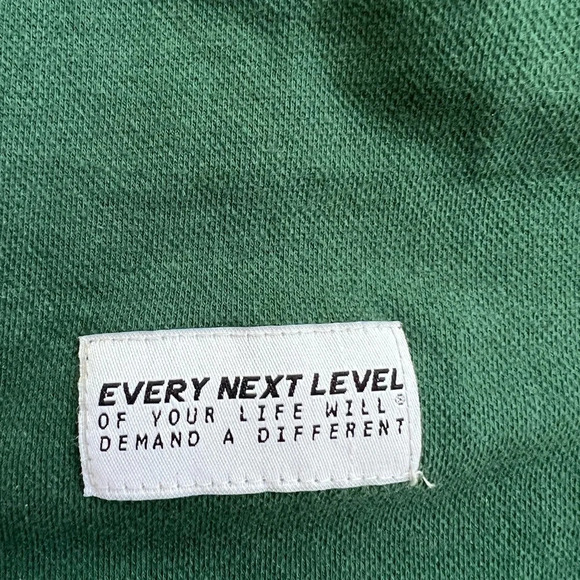 EVERY NEXT LEVEL
OF YOUR LIFE WILL
DEMAND A DIFFERENT